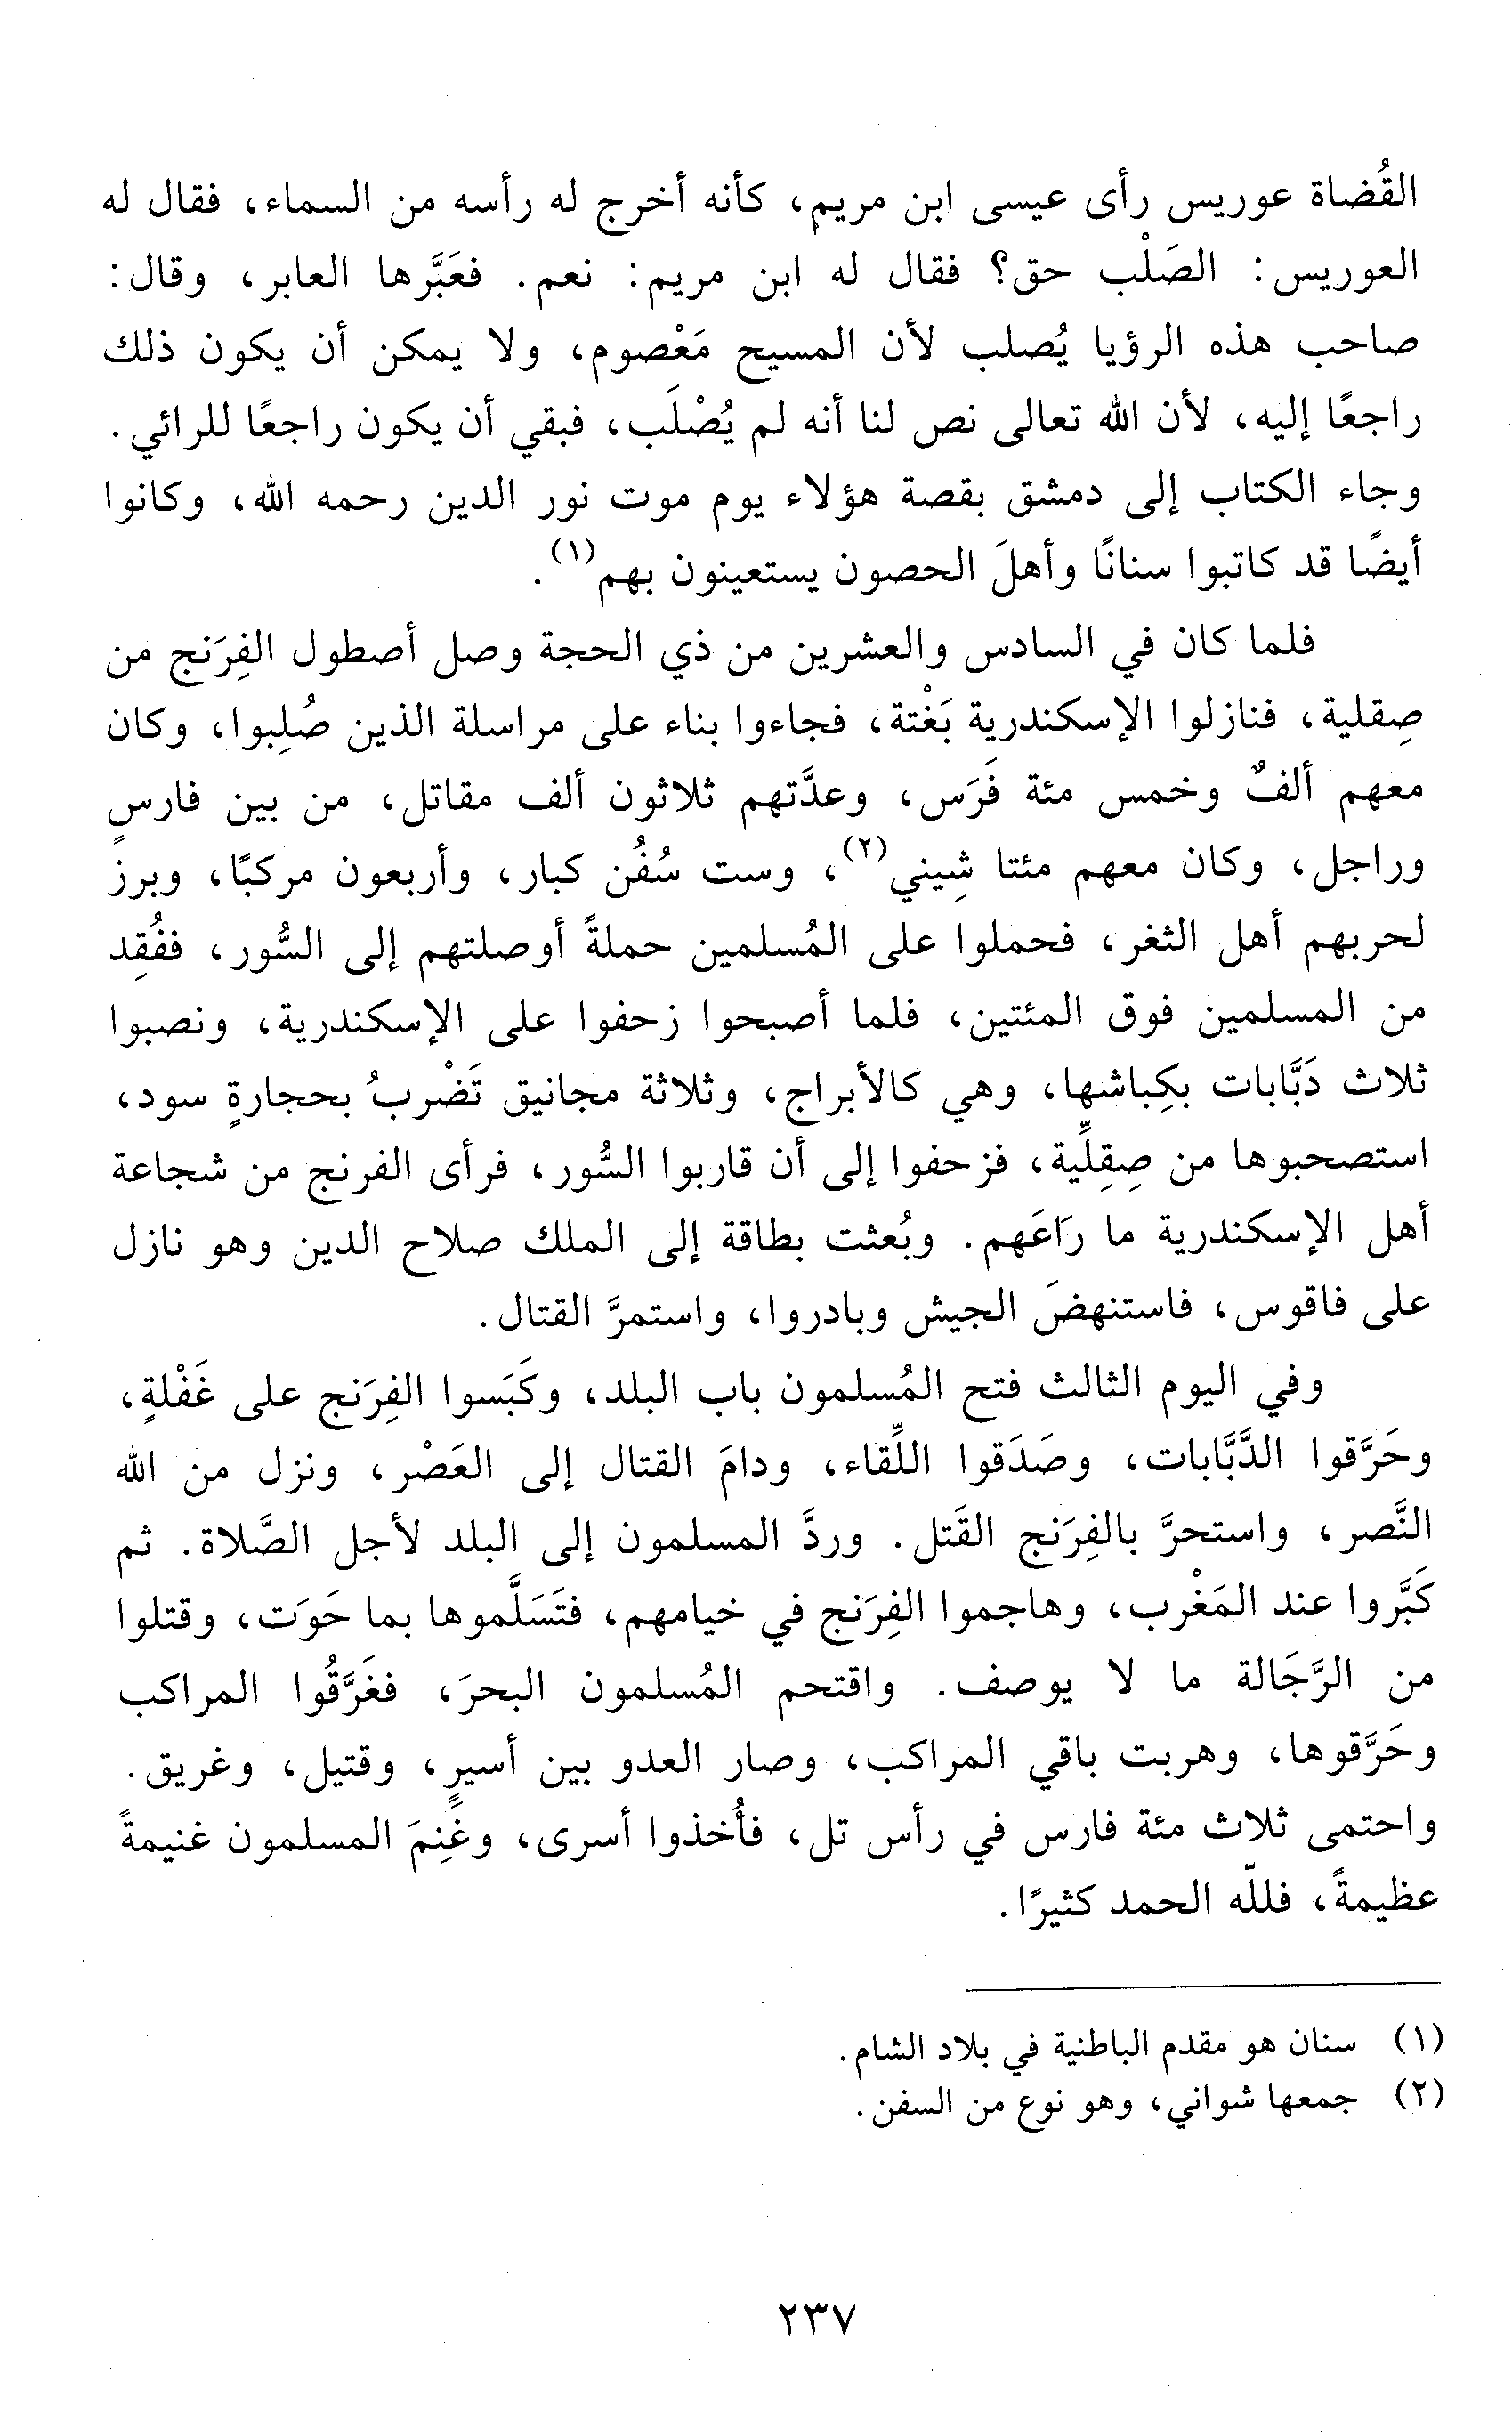 القُضاة عوريس رأى عيسى ابن مريم، كأنه أخرج له رأسه من السماء، فقال له
العوريس: الصَلْب حق؟ فقال له ابن مريم: نعم. فعَبَّرها العابر، وقال:
صاحب هذه الرؤيا يُصلب لأن المسيح مَعْصوم، ولا يمكن أن يكون ذلك
راجعًا إليه، لأن الله تعالى نص لنا أنه لم يُصْلَب، فبقي أن يكون راجعًا للرائي.
وجاء الكتاب إلى دمشق بقصة هؤلاء يوم موت نور الدين رحمه الله، وكانوا
أيضًا قد كاتبوا سنانًا وأهلَ الحصون يستعينون بهم(١).
فلما كان في السادس والعشرين من ذي الحجة وصل أصطول الفِرَنج من
صِقلية، فنازلوا الإسكندرية بَغْتة، فجاءوا بناء على مراسلة الذين صُلِبوا، وكان
معهم ألفٌ وخمس مئة فَرَس، وعدَّتهم ثلاثون ألف مقاتل، من بين فارسٍ
وراجل، وكان معهم مئتا شِيني(٢)، وست سُفُن كبار، وأربعون مركبًا، وبرزَ
لحربهم أهل الثغر، فحملوا على المُسلمين حملةً أوصلتهم إلى السُّور، ففُقِد
من المسلمين فوق المئتين، فلما أصبحوا زحفوا على الإسكندرية، ونصبوا
ثلاث دَبَّابات بكِباشها، وهي كالأبراج، وثلاثة مجانيق تَضْربُ بحجارةٍ سود،
استصحبوها من صِقِلِّية، فزحفوا إلى أن قاربوا السُّور، فرأى الفرنج من شجاعة
أهل الإسكندرية ما رَاعَهم. وبُعثت بطاقة إلى الملك صلاح الدين وهو نازل
على فاقوس، فاستنهضَ الجيش وبادروا، واستمرَّ القتال.
وفي اليوم الثالث فتح المُسلمون باب البلد، وكَبَسوا الفِرَنج على غَفْلةٍ،
وحَرَّقوا الدَّبَّابات، وصَدَقوا اللِّقاء، ودامَ القتال إلى العَصْر، ونزل من الله
النَّصر، واستحرَّ بالفِرَنج القَتل. وردَّ المسلمون إلى البلد لأجل الصَّلاة. ثم
كَبَّروا عند المَغْرب، وهاجموا الفِرَنج في خيامهم، فتَسَلَّموها بما حَوَت، وقتلوا
من الرَّجَالة ما لا يوصف. واقتحم المُسلمون البحرَ، فغَرَّقُوا المراكب
وحَرَّقوها، وهربت باقي المراكب، وصار العدو بين أسيرٍ، وقتيل، وغريق.
واحتمى ثلاث مئة فارس في رأس تل، فأُخذوا أسرى، وغَنِمَ المسلمون غنيمةً
عظيمةً، فللّه الحمد كثيرًا.
(١) سنان هو مقدم الباطنية في بلاد الشام.
(٢) جمعها شواني، وهو نوع من السفن.
٢٣٧